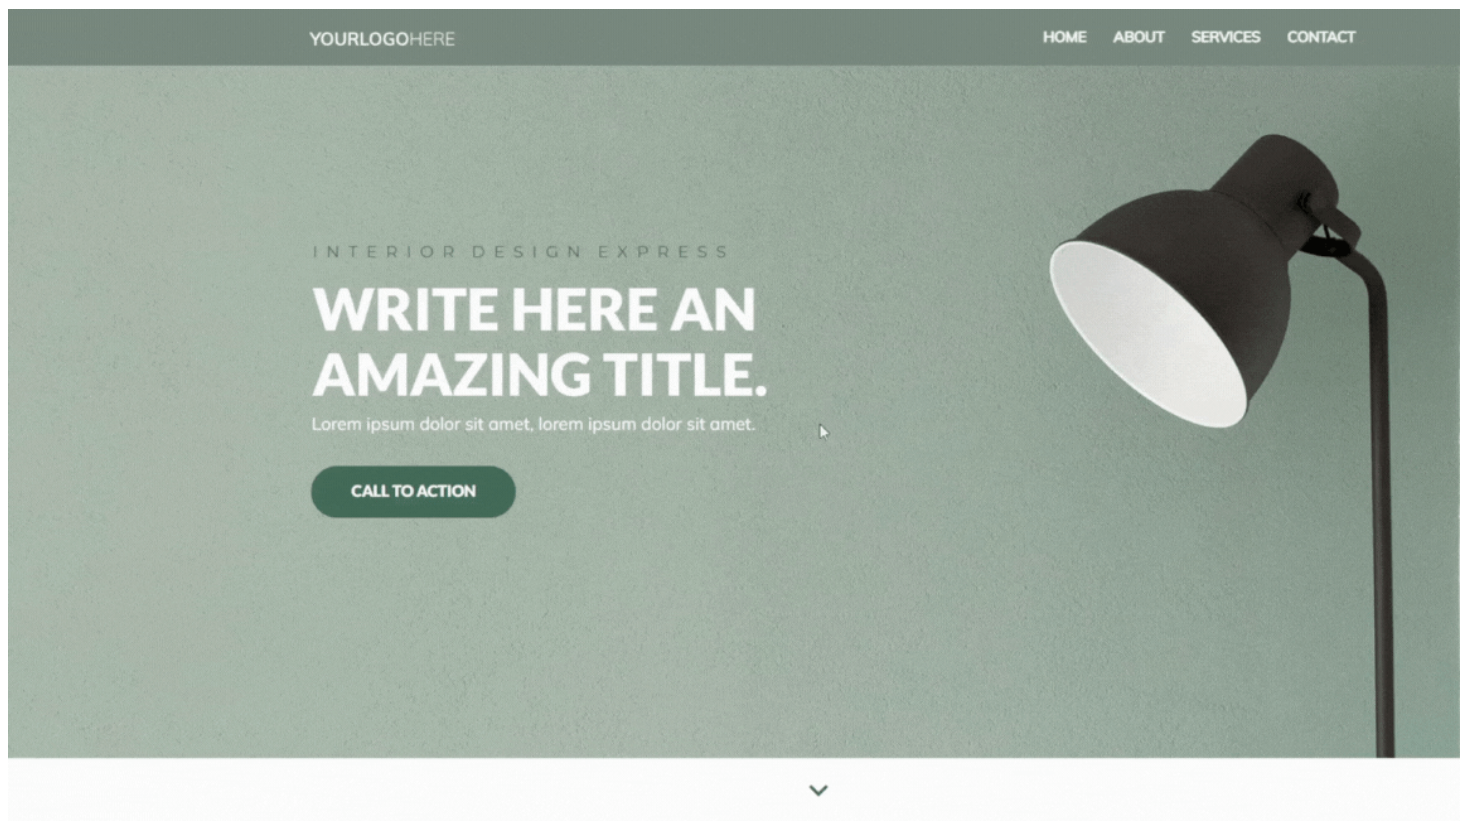 YOURLOGOHERE
HOME ABOUT SERVICES CONTACT
INTERIOR DESIGN EXPRESS
WRITE HERE AN
AMAZING TITLE.
Lorem ipsum dolor sit amet, lorem ipsum dolor sit amet.
CALL TO ACTION